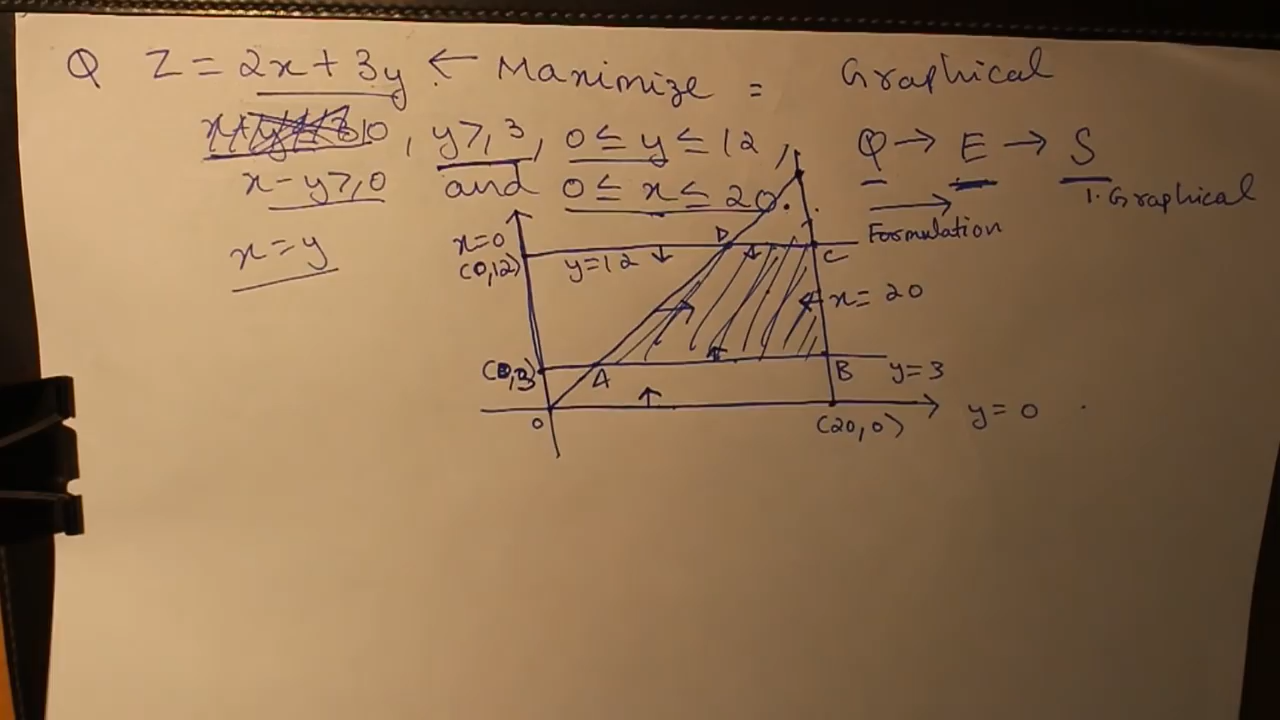 Q Z = 2x + 3y ← Maximize = Graphical
, y ≥ 3, 0 ≤ y ≤ 12,
Q → E → S
x - y ≥ 0 and 0 ≤ x ≤ 20.
1. Graphical
Formulation
x = y
x=0
(0,12)
y=12
D
C
x = 20
(0,3)
A
B
y = 3
O
(20,0)
y = 0